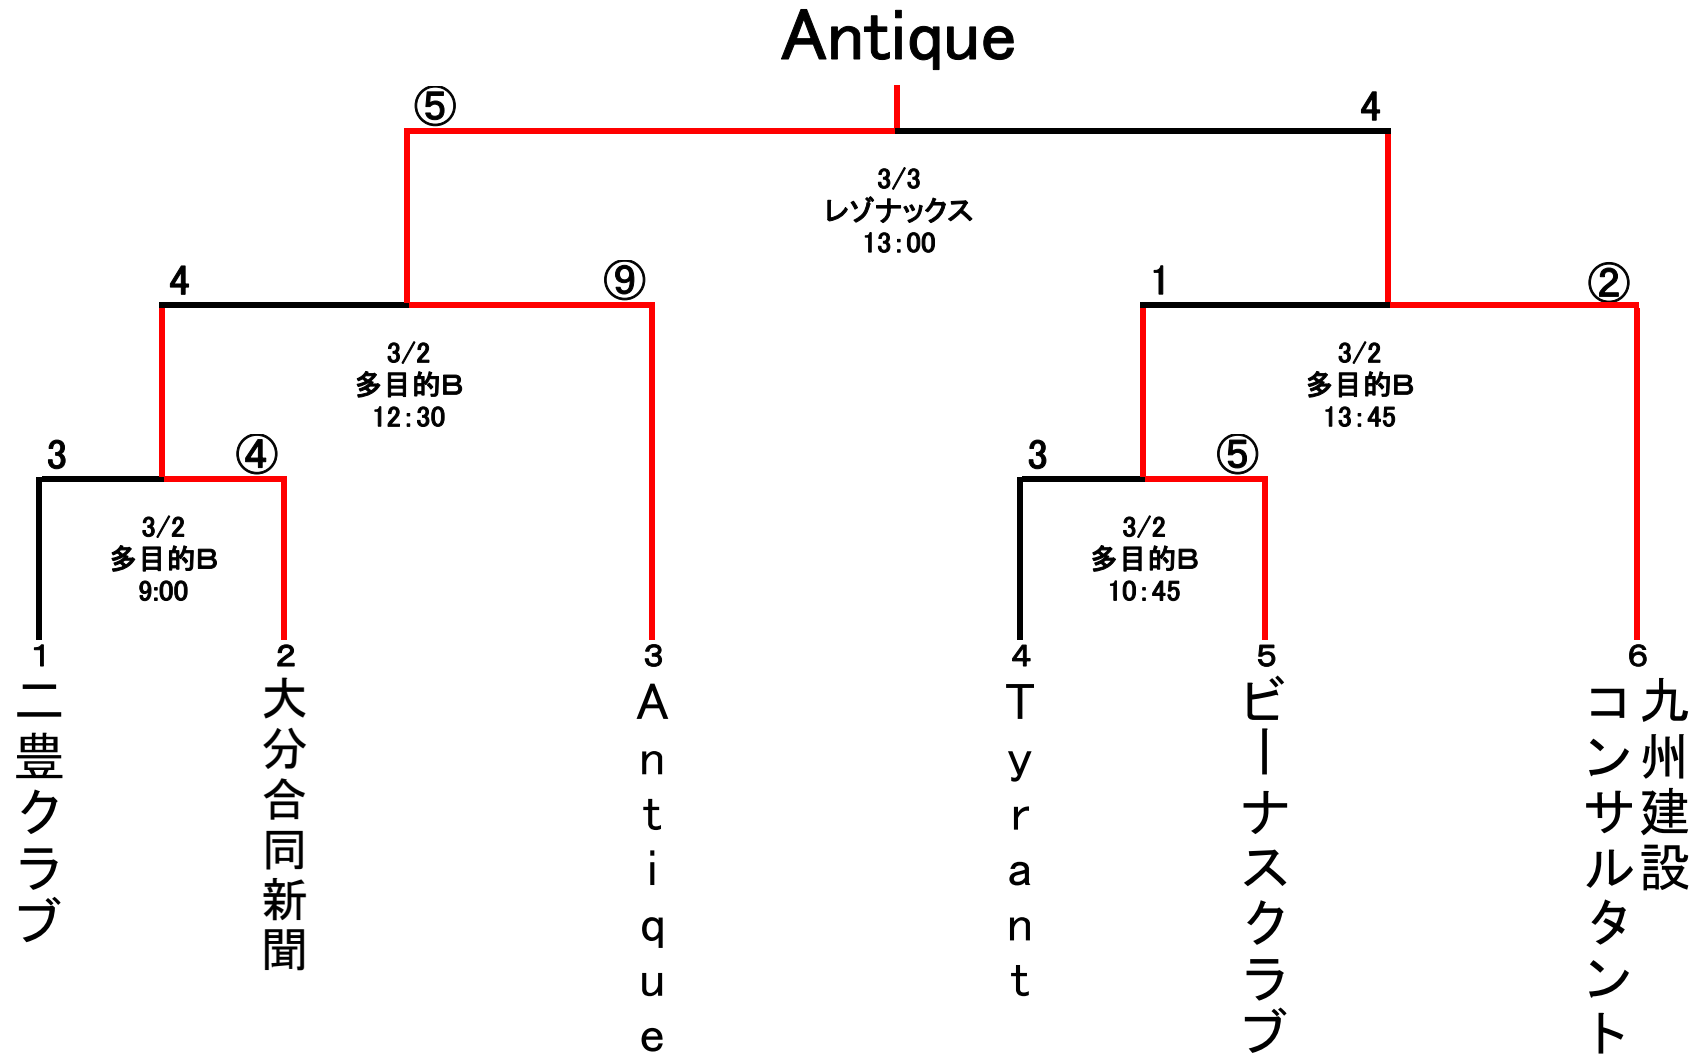 Antique
⑤
4
3/3
レゾナックス
13:00
4
⑨
1
②
3/2
多目的B
12:30
3/2
多目的B
13:45
3
④
3
⑤
3/2
多目的B
9:00
3/2
多目的B
10:45
1
2
3
4
5
6
二豊クラブ
大分合同新聞
Antique
Tyrant
ビーナスクラブ
九州建設
コンサルタント